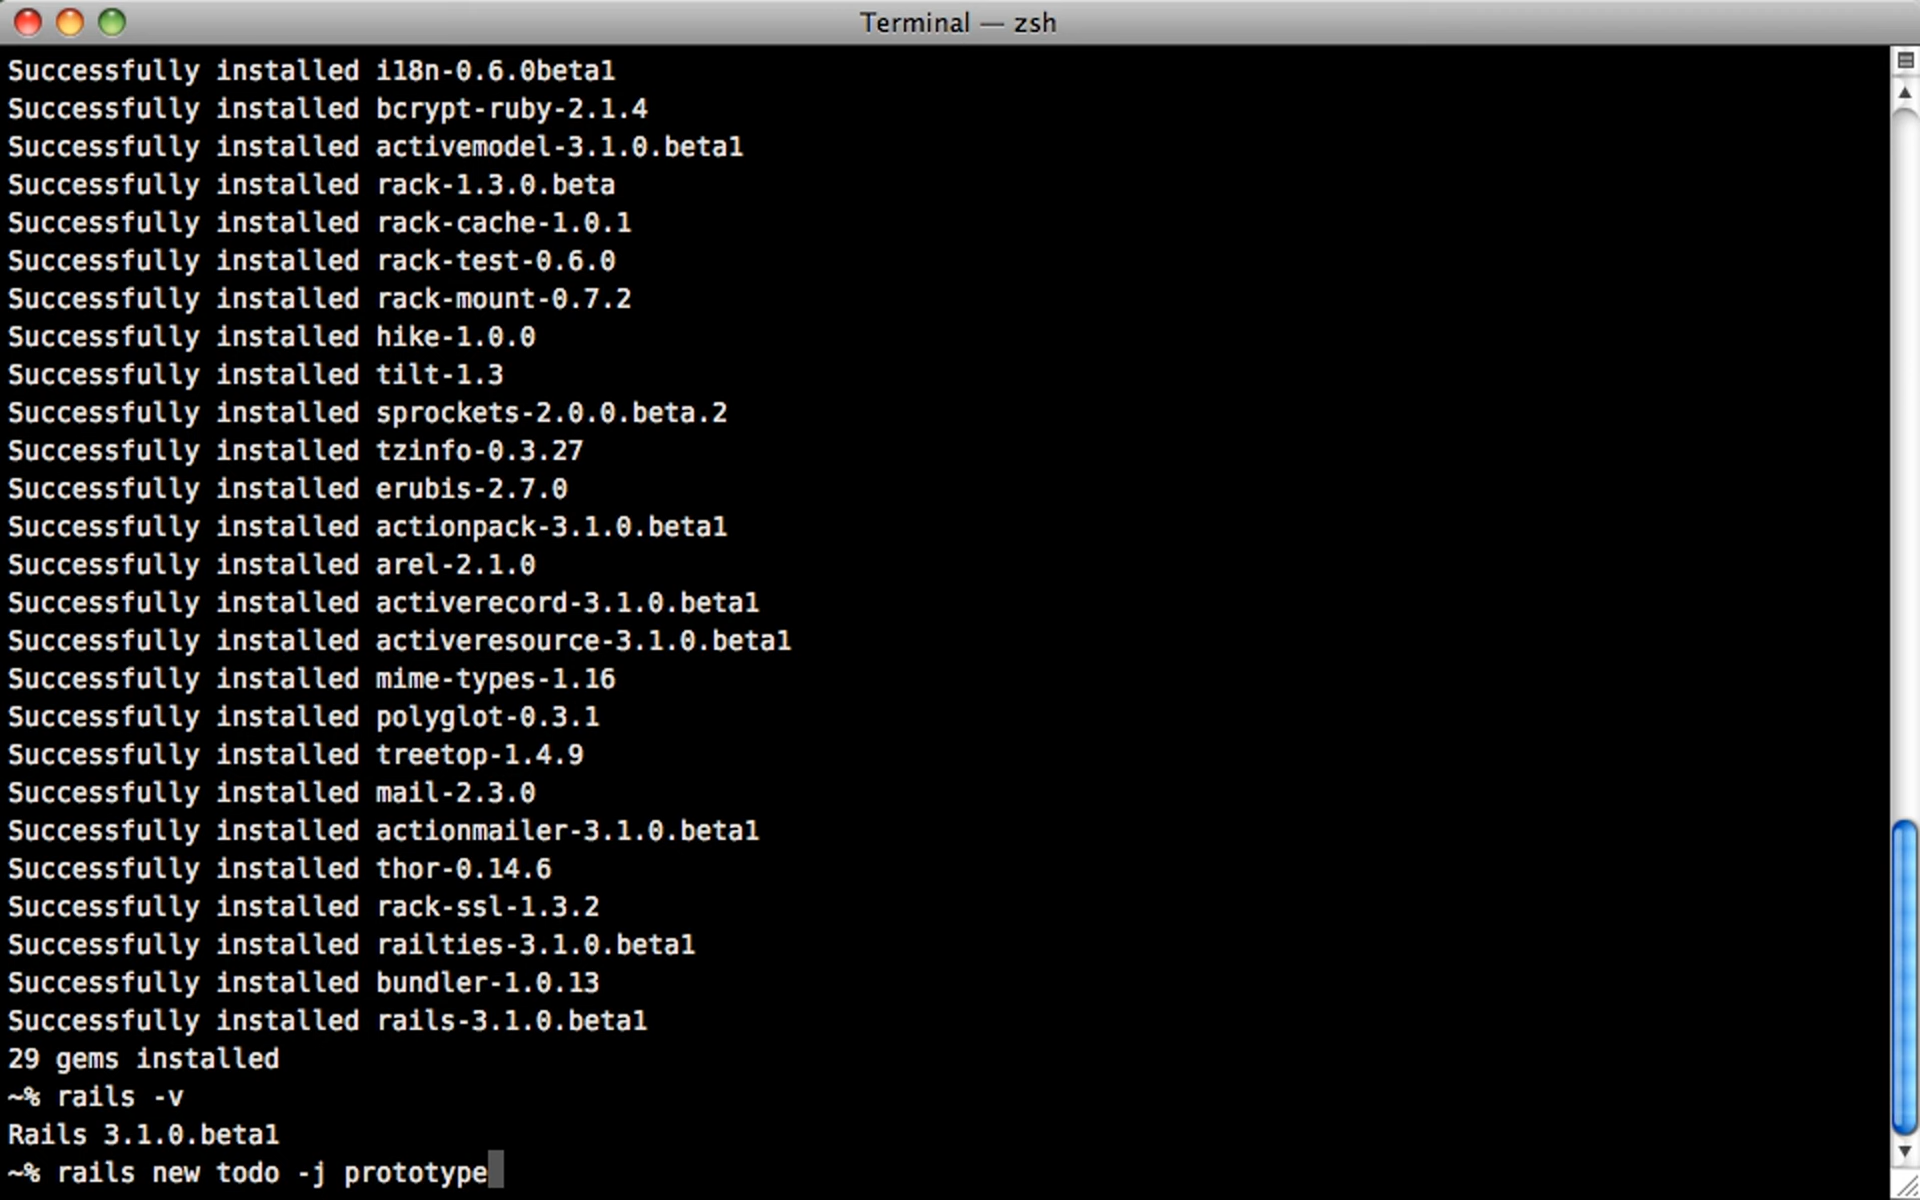 Terminal — zsh
Successfully installed i18n-0.6.0beta1
Successfully installed bcrypt-ruby-2.1.4
Successfully installed activemodel-3.1.0.beta1
Successfully installed rack-1.3.0.beta
Successfully installed rack-cache-1.0.1
Successfully installed rack-test-0.6.0
Successfully installed rack-mount-0.7.2
Successfully installed hike-1.0.0
Successfully installed tilt-1.3
Successfully installed sprockets-2.0.0.beta.2
Successfully installed tzinfo-0.3.27
Successfully installed erubis-2.7.0
Successfully installed actionpack-3.1.0.beta1
Successfully installed arel-2.1.0
Successfully installed activerecord-3.1.0.beta1
Successfully installed activeresource-3.1.0.beta1
Successfully installed mime-types-1.16
Successfully installed polyglot-0.3.1
Successfully installed treetop-1.4.9
Successfully installed mail-2.3.0
Successfully installed actionmailer-3.1.0.beta1
Successfully installed thor-0.14.6
Successfully installed rack-ssl-1.3.2
Successfully installed railties-3.1.0.beta1
Successfully installed bundler-1.0.13
Successfully installed rails-3.1.0.beta1
29 gems installed
~% rails -v
Rails 3.1.0.beta1
~% rails new todo -j prototype